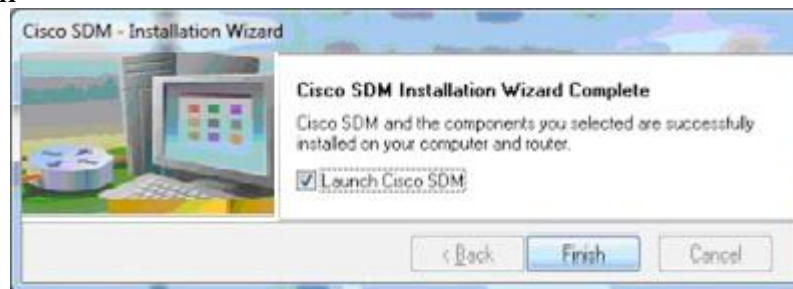 Cisco SDM - Installation Wizard
Cisco SDM Installation Wizard Complete
Cisco SDM and the components you selected are successfully
installed on your computer and router.
Launch Cisco SDM
< Back Finish Cancel